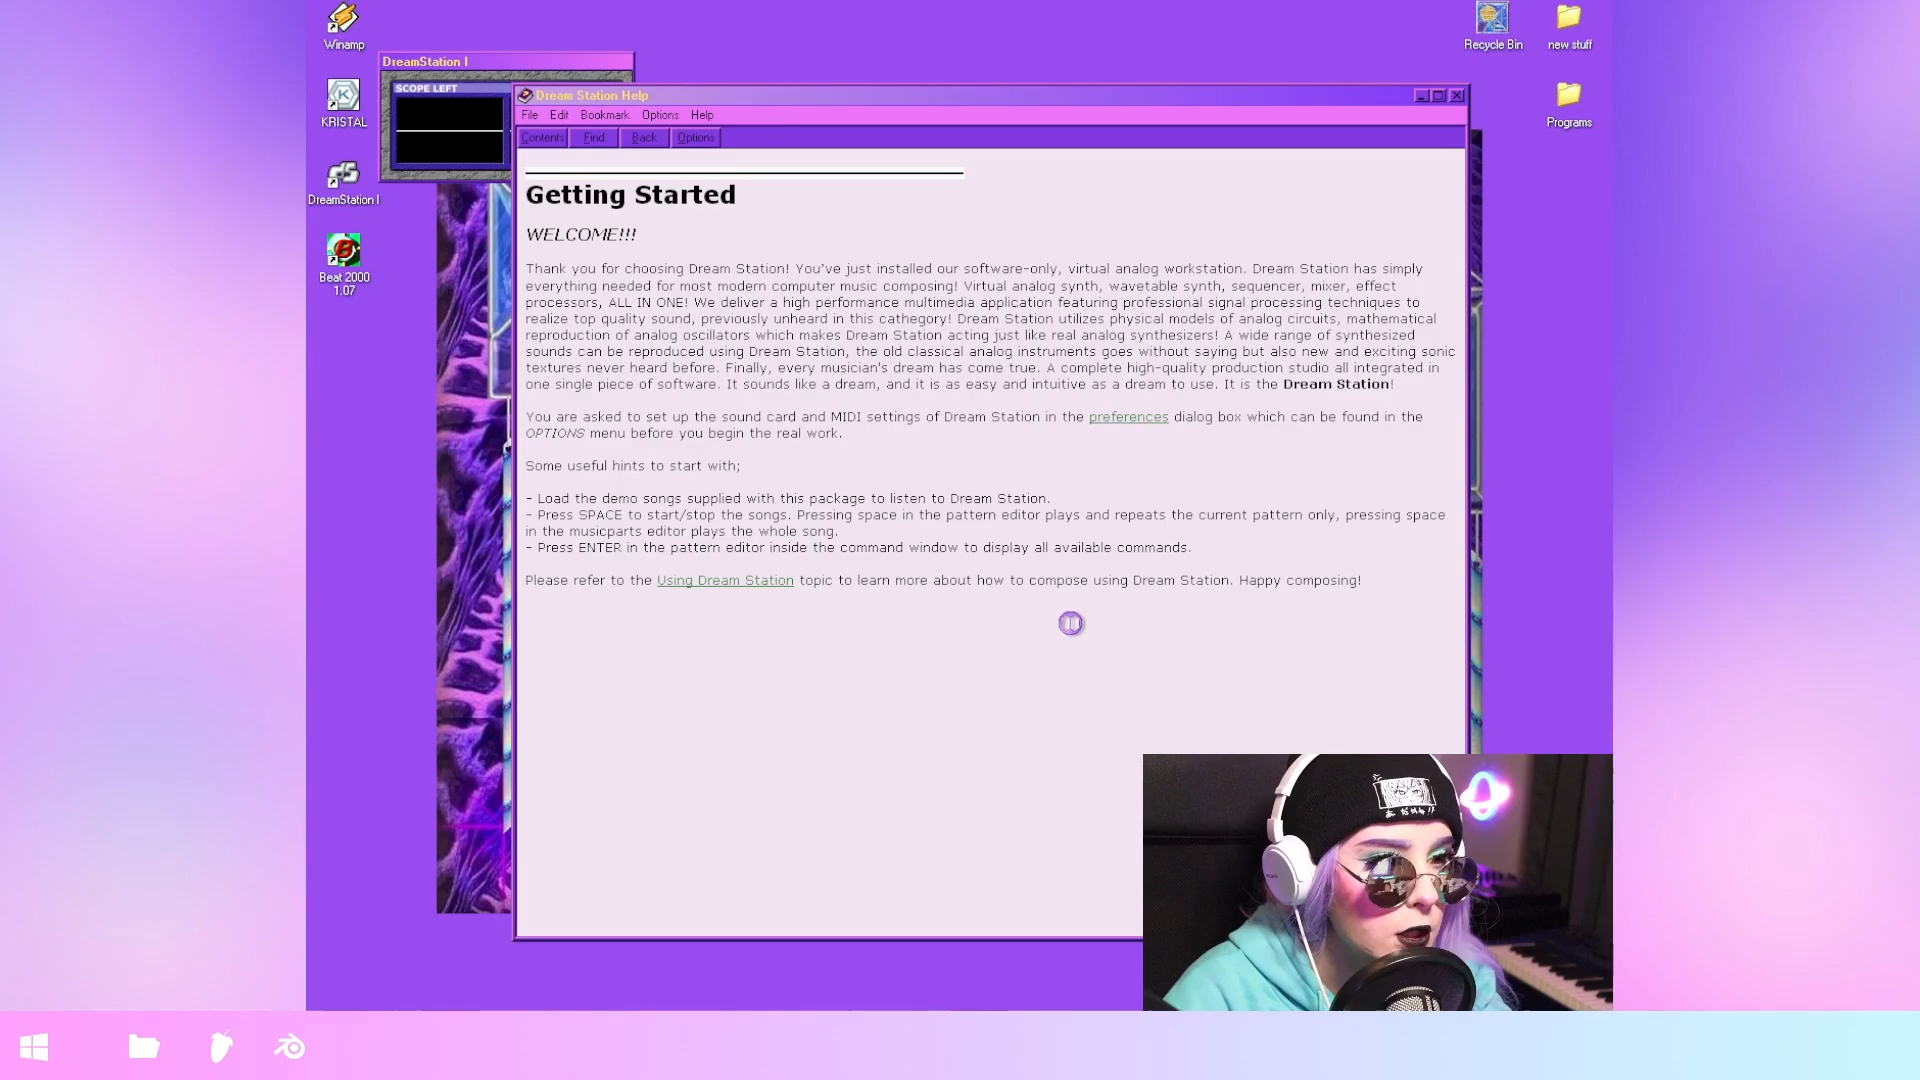 Winamp
KRISTAL
DreamStation I
Beat 2000
1.07
Recycle Bin
new stuff
Programs
DreamStation I
SCOPE LEFT
Dream Station Help
File Edit Bookmark Options Help
Contents Find Back Options
Getting Started
WELCOME!!!
Thank you for choosing Dream Station! You've just installed our software-only, virtual analog workstation. Dream Station has simply
everything needed for most modern computer music composing! Virtual analog synth, wavetable synth, sequencer, mixer, effect
processors, ALL IN ONE! We deliver a high performance multimedia application featuring professional signal processing techniques to
realize top quality sound, previously unheard in this cathegory! Dream Station utilizes physical models of analog circuits, mathematical
reproduction of analog oscillators which makes Dream Station acting just like real analog synthesizers! A wide range of synthesized
sounds can be reproduced using Dream Station, the old classical analog instruments goes without saying but also new and exciting sonic
textures never heard before. Finally, every musician's dream has come true. A complete high-quality production studio all integrated in
one single piece of software. It sounds like a dream, and it is as easy and intuitive as a dream to use. It is the Dream Station!
You are asked to set up the sound card and MIDI settings of Dream Station in the preferences dialog box which can be found in the
OPTIONS menu before you begin the real work.
Some useful hints to start with;
- Load the demo songs supplied with this package to listen to Dream Station.
- Press SPACE to start/stop the songs. Pressing space in the pattern editor plays and repeats the current pattern only, pressing space
in the musicparts editor plays the whole song.
- Press ENTER in the pattern editor inside the command window to display all available commands.
Please refer to the Using Dream Station topic to learn more about how to compose using Dream Station. Happy composing!